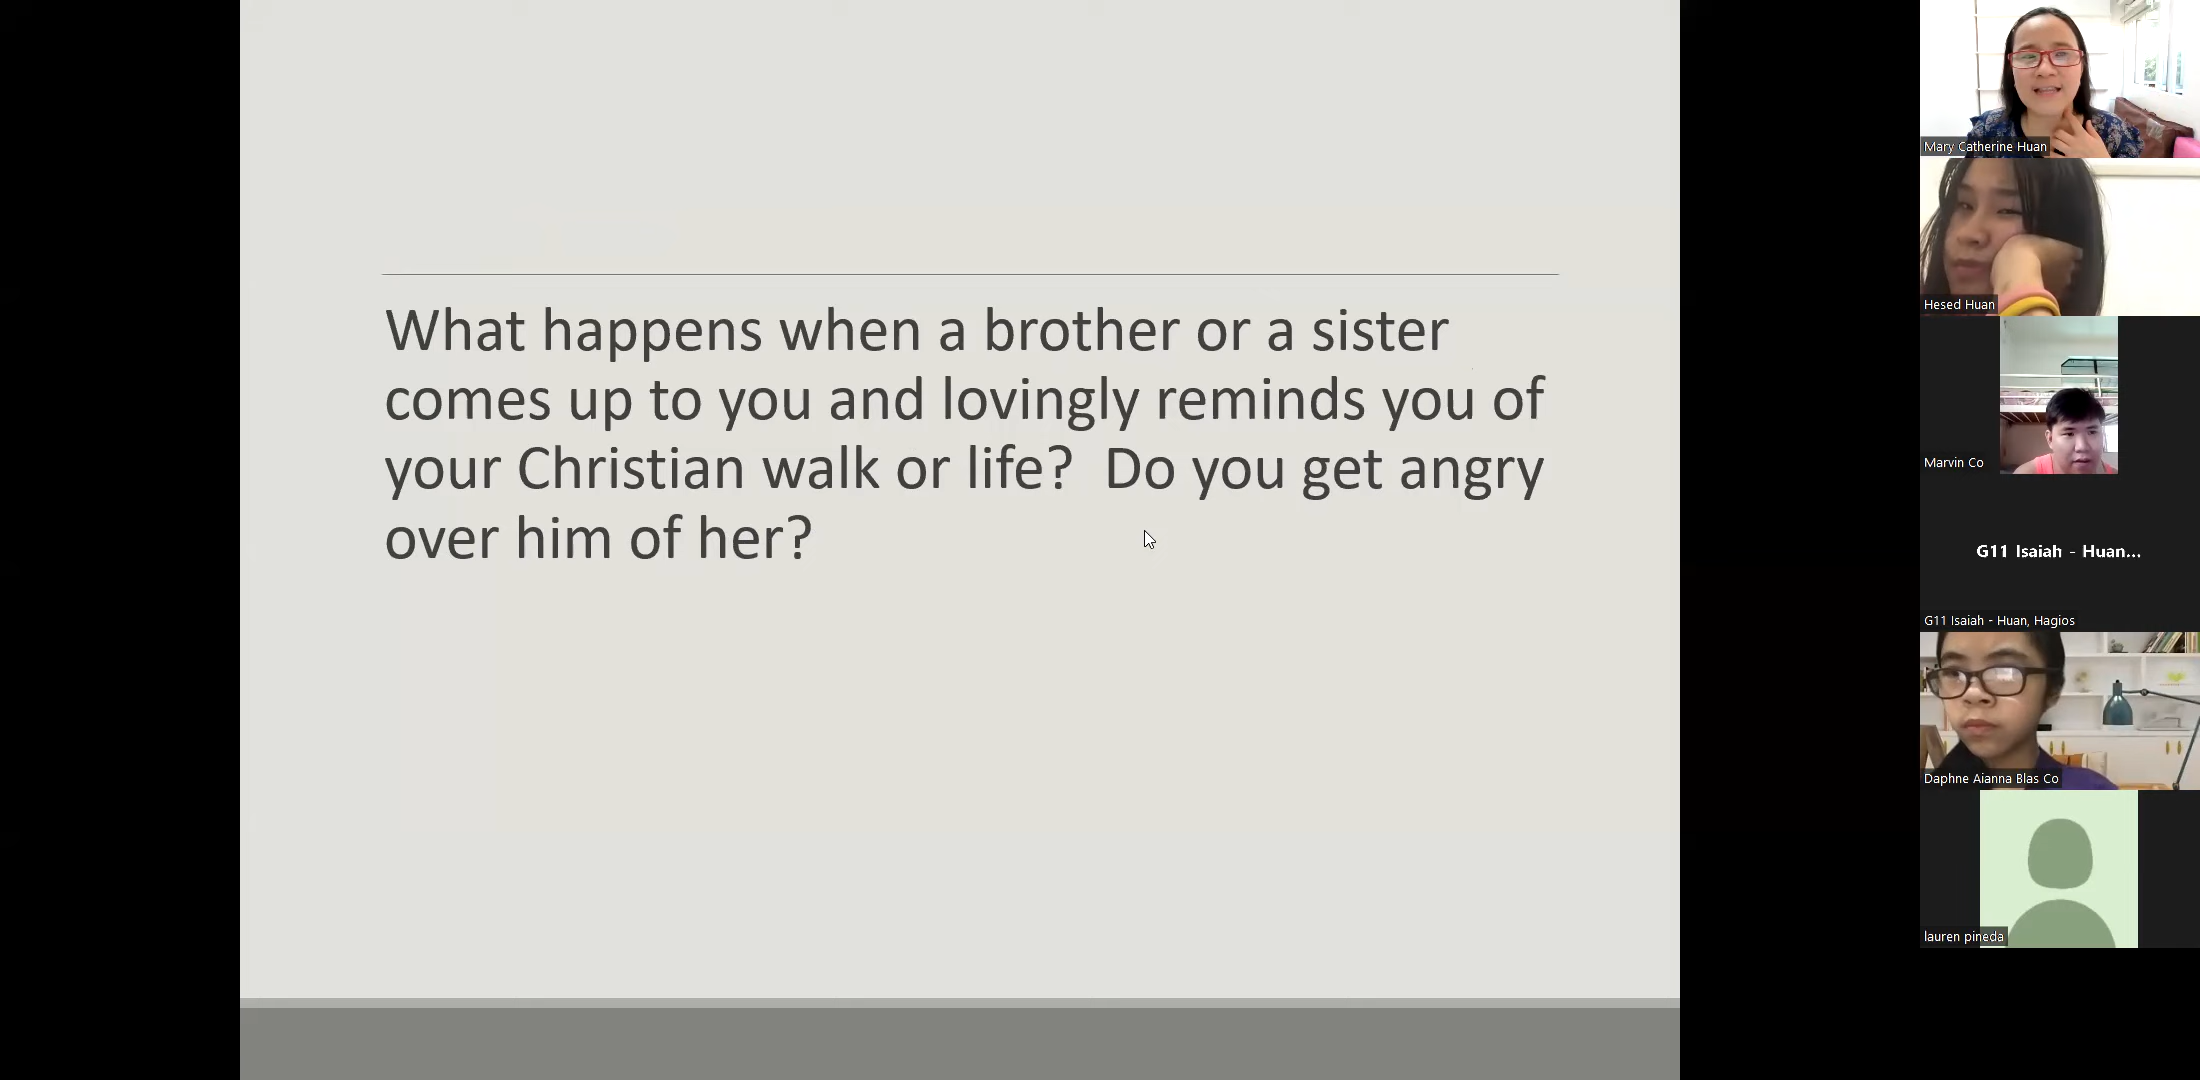 What happens when a brother or a sister
comes up to you and lovingly reminds you of
your Christian walk or life?  Do you get angry
over him of her?
Mary Catherine Huan
Hesed Huan
Marvin Co
G11 Isaiah - Huan...
G11 Isaiah - Huan, Hagios
Daphne Aianna Blas Co
lauren pineda